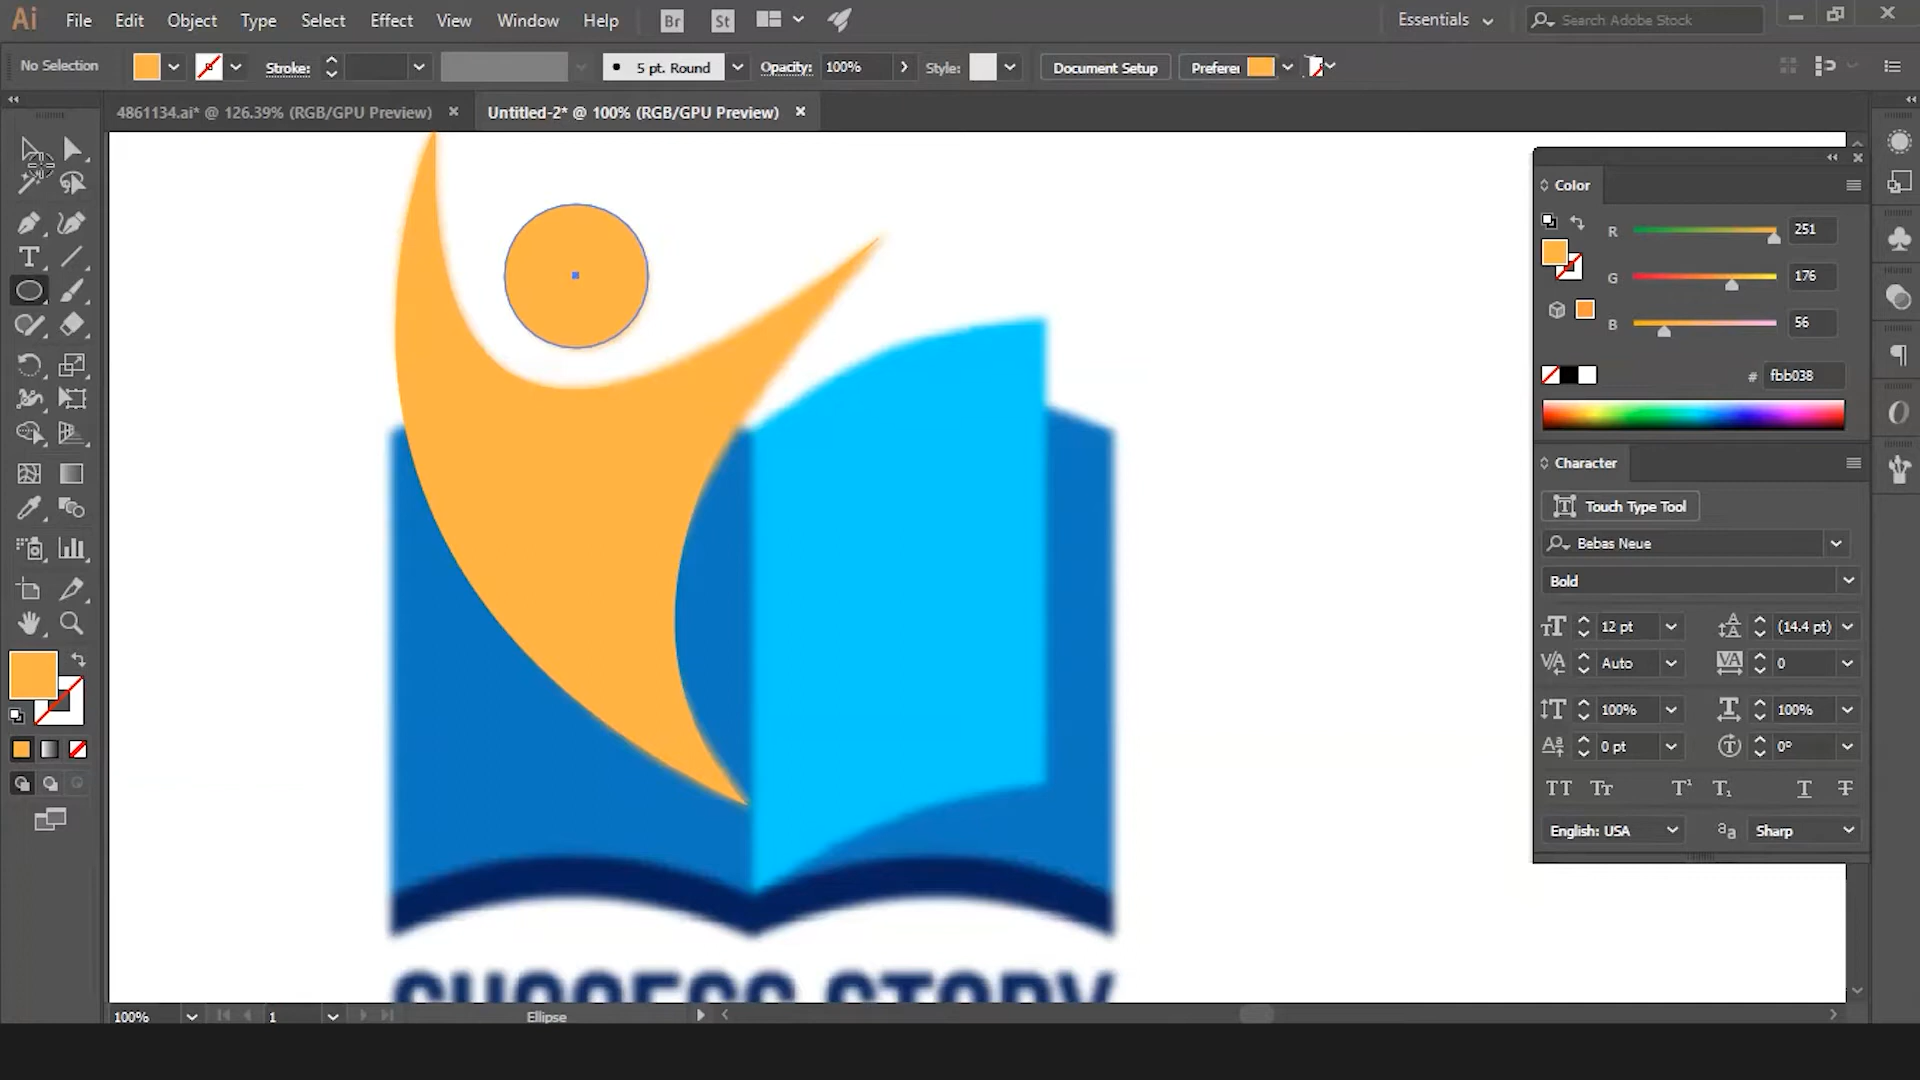 Ai File Edit Object Type Select Effect View Window Help Br St Essentials Search Adobe Stock
No Selection Stroke: 5 pt. Round Opacity: 100% Style: Document Setup Preferer
4861134.ai* @ 126.39% (RGB/GPU Preview) Untitled-2* @ 100% (RGB/GPU Preview)
Color
R 251
G 176
B 56
# fbb038
Character
Touch Type Tool
Bebas Neue
Bold
12 pt (14.4 pt)
Auto 0
100% 100%
0 pt 0°
TT Tr T¹ T₁ T T
English: USA Sharp
SUCCESS STORY
100% 1 Ellipse